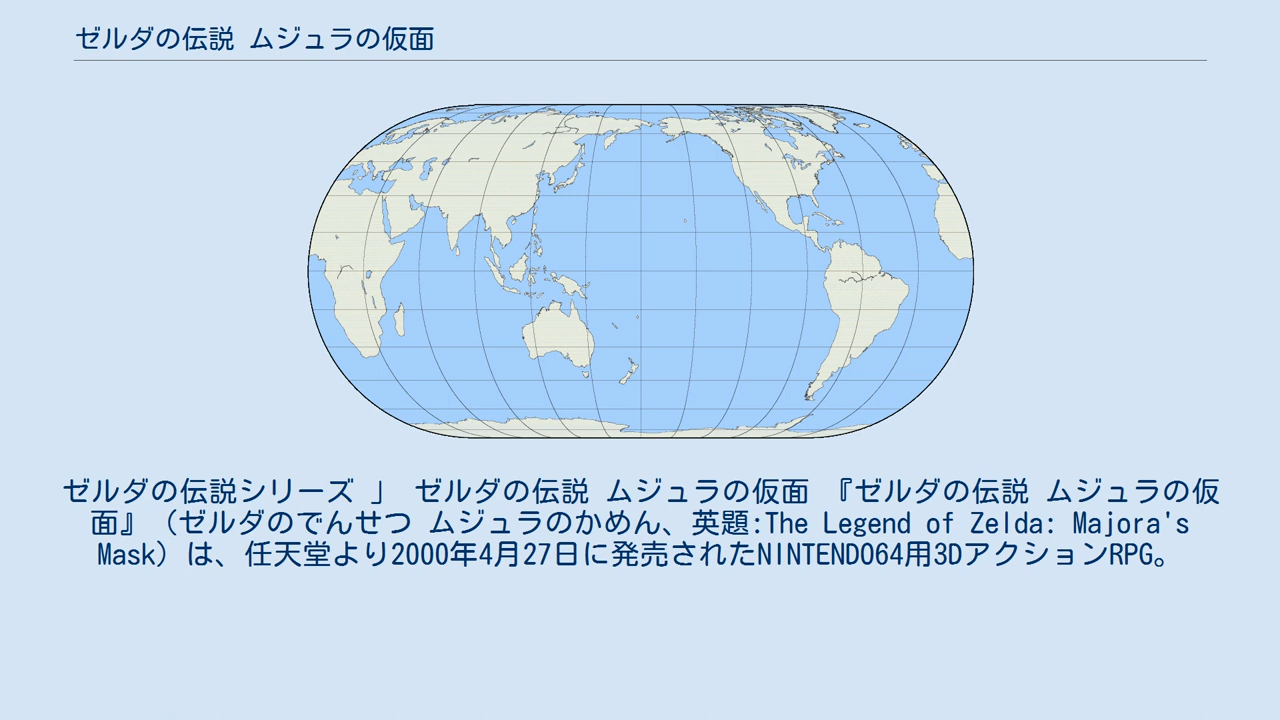 ゼルダの伝説 ムジュラの仮面
ゼルダの伝説シリーズ 」 ゼルダの伝説 ムジュラの仮面 『ゼルダの伝説 ムジュラの仮
面』（ゼルダのでんせつ ムジュラのかめん、英題:The Legend of Zelda: Majora's
Mask）は、任天堂より2000年4月27日に発売されたNINTENDO64用3DアクションRPG。